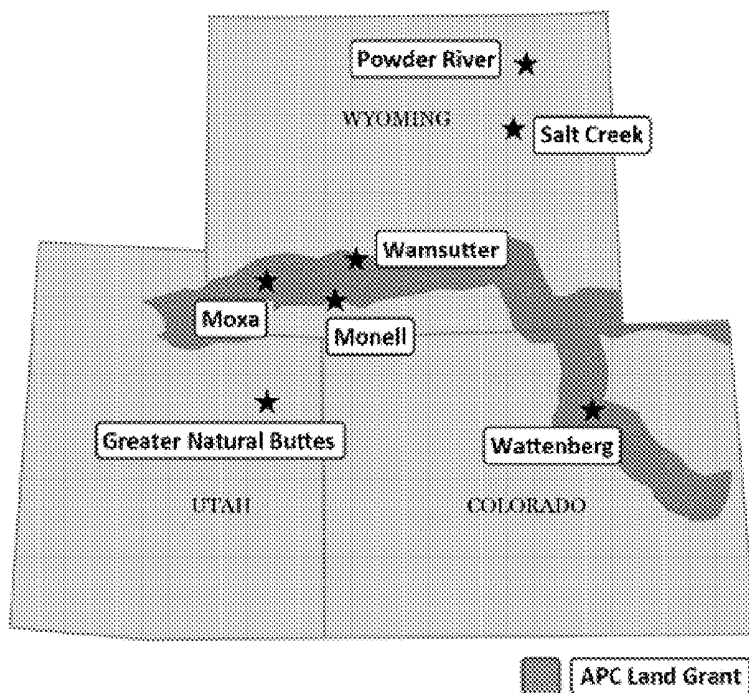 Powder River
WYOMING
Salt Creek
Wamsutter
Moxa
Monell
Greater Natural Buttes
Wattenberg
UTAH
COLORADO
APC Land Grant